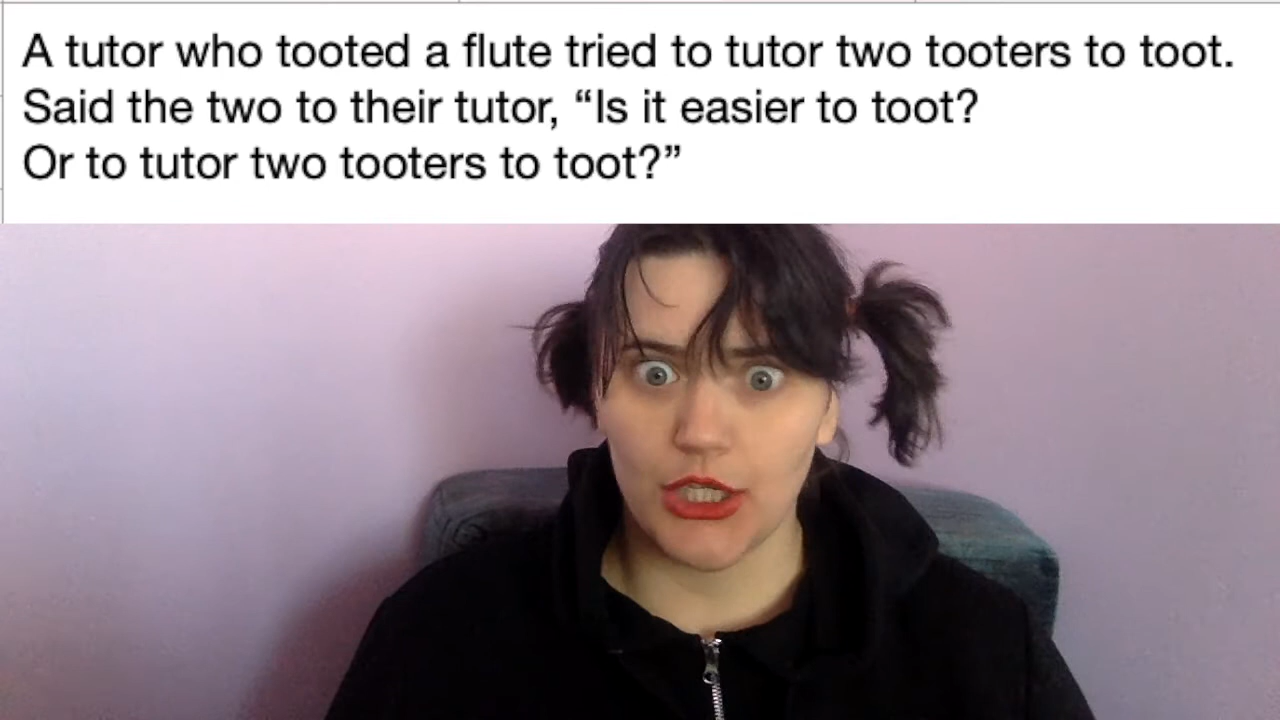 A tutor who tooted a flute tried to tutor two tooters to toot.
Said the two to their tutor, “Is it easier to toot?
Or to tutor two tooters to toot?”